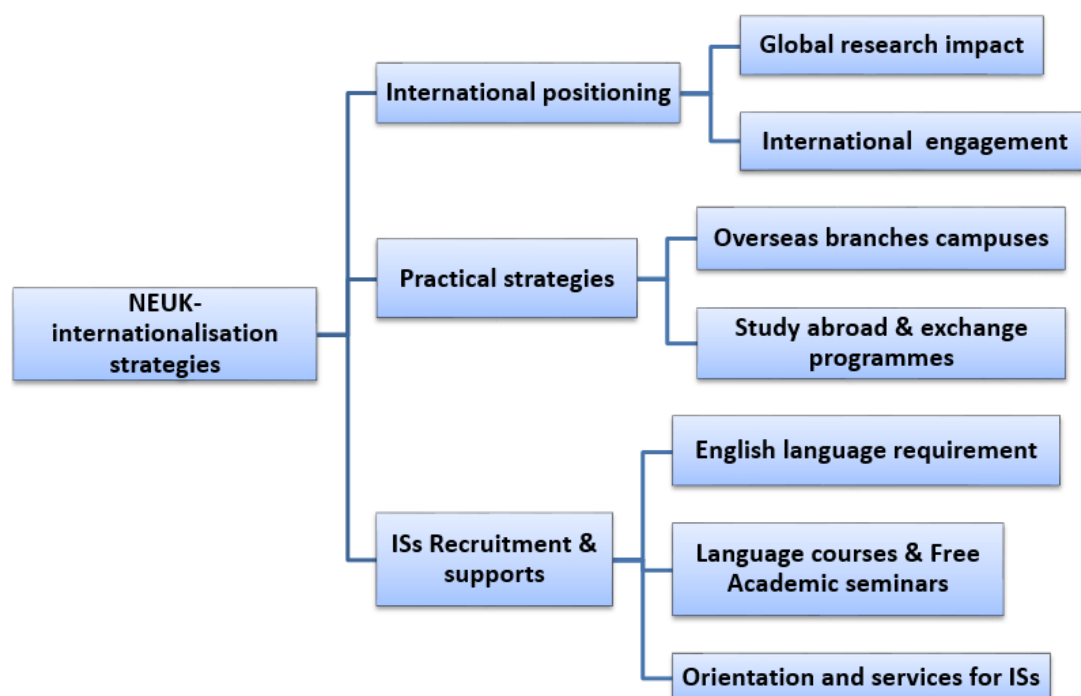 NEUK-
internationalisation
strategies
International positioning
Global research impact
International engagement
Practical strategies
Overseas branches campuses
Study abroad & exchange
programmes
ISs Recruitment &
supports
English language requirement
Language courses & Free
Academic seminars
Orientation and services for ISs